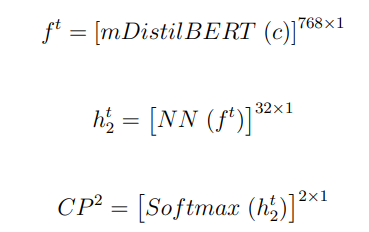 f^t = [mDistilBERT (c)]^{768×1}
h_2^t = [NN (f^t)]^{32×1}
CP^2 = [Softmax (h_2^t)]^{2×1}